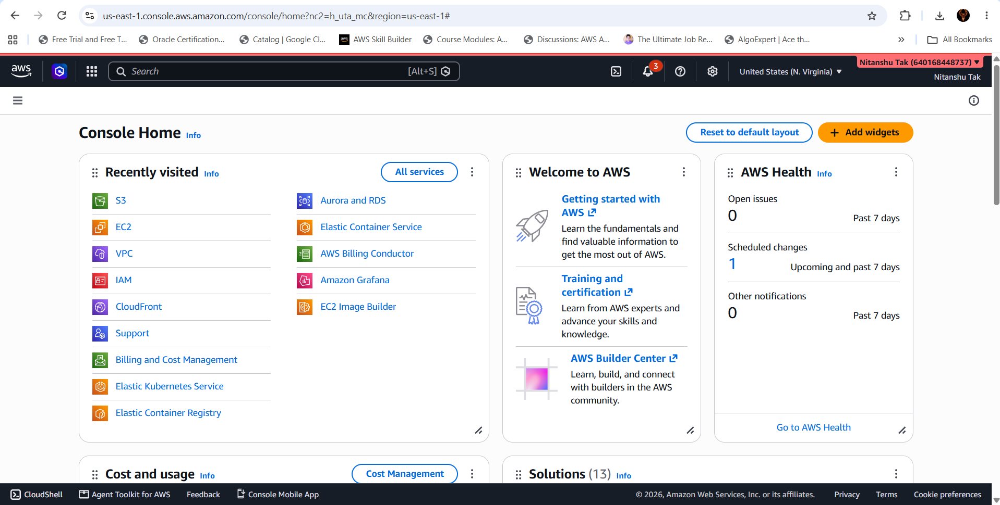 us-east-1.console.aws.amazon.com/console/home?nc2=h_uta_mc&region=us-east-1#
Free Trial and Free T...
Oracle Certification...
Catalog | Google Cl...
aws
AWS Skill Builder
Course Modules: A...
Discussions: AWS A...
The Ultimate Job Re...
AlgoExpert | Ace th...
All Bookmarks
aws
Search
[Alt+S]
3
United States (N. Virginia)
Nitanshu Tak (640168448737)
Nitanshu Tak
Console Home Info
Reset to default layout
Add widgets
Recently visited Info
All services
S3
EC2
VPC
IAM
CloudFront
Support
Billing and Cost Management
Elastic Kubernetes Service
Elastic Container Registry
Aurora and RDS
Elastic Container Service
AWS Billing Conductor
Amazon Grafana
EC2 Image Builder
Welcome to AWS
Getting started with
AWS
Learn the fundamentals and
find valuable information to
get the most out of AWS.
Training and
certification
Learn from AWS experts and
advance your skills and
knowledge.
AWS Builder Center
Learn, build, and connect
with builders in the AWS
community.
AWS Health Info
Open issues
0
Past 7 days
Scheduled changes
1
Upcoming and past 7 days
Other notifications
0
Past 7 days
Go to AWS Health
Cost and usage Info
Cost Management
Solutions (13) Info
CloudShell
Agent Toolkit for AWS
Feedback
Console Mobile App
© 2026, Amazon Web Services, Inc. or its affiliates.
Privacy
Terms
Cookie preferences